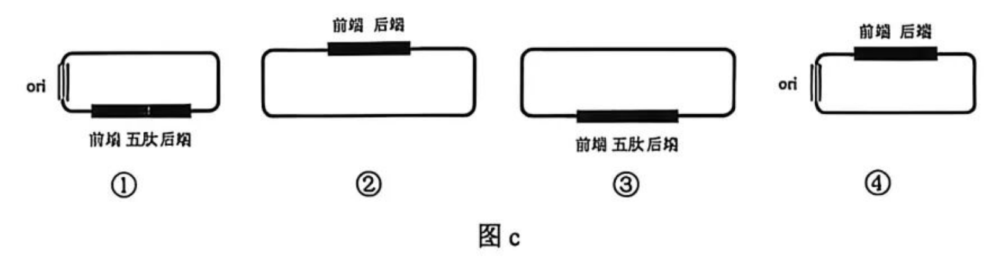 前端 后端
前端 后端
ori
ori
前端 五肽 后端
前端 五肽 后端
①
②
③
④
图 c